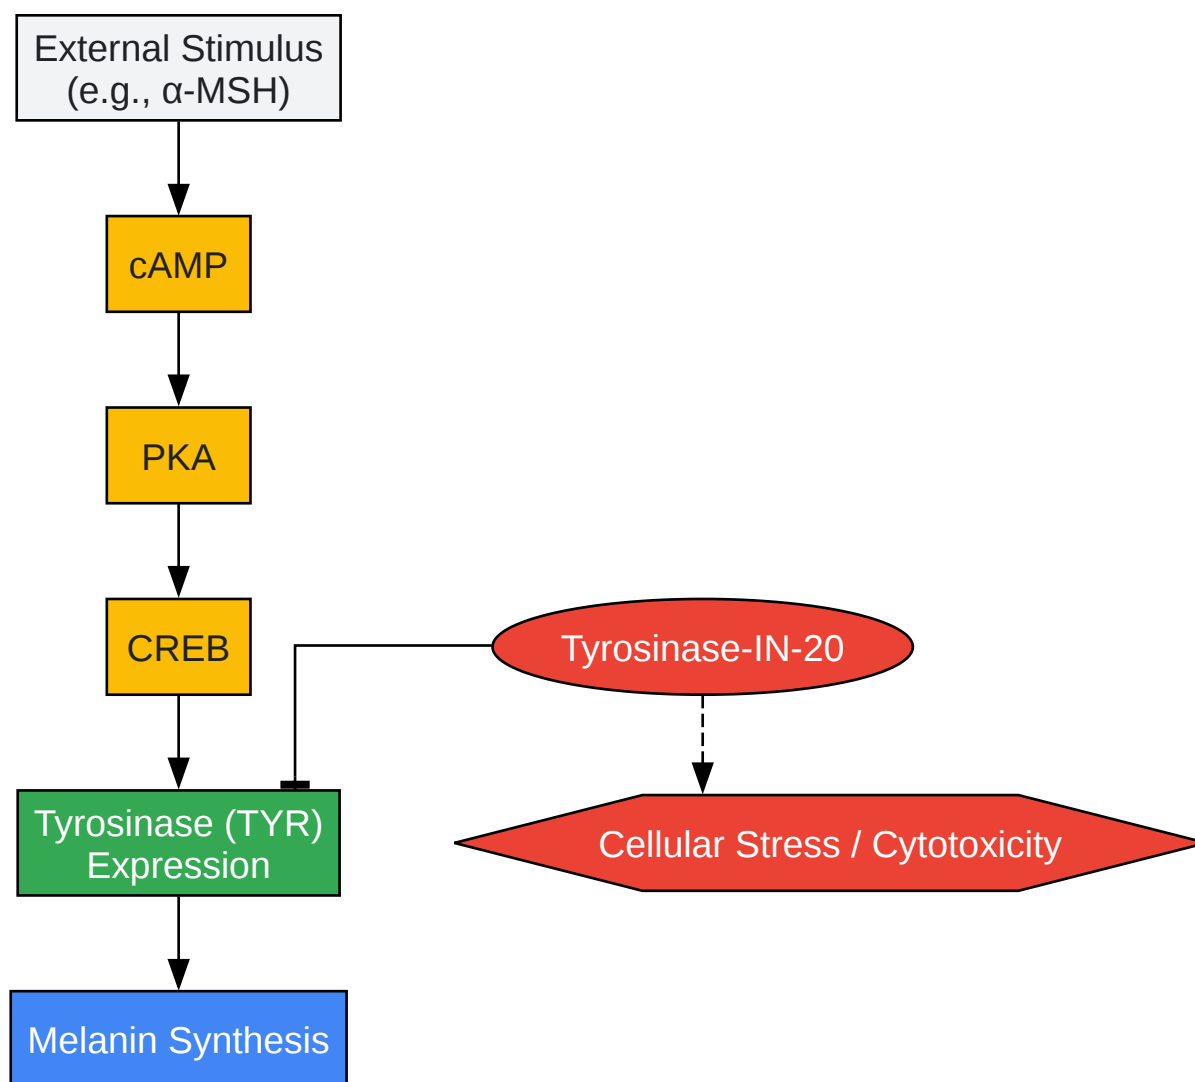 External Stimulus
(e.g., α-MSH)
cAMP
PKA
CREB
Tyrosinase-IN-20
Tyrosinase (TYR)
Expression
Cellular Stress / Cytotoxicity
Melanin Synthesis